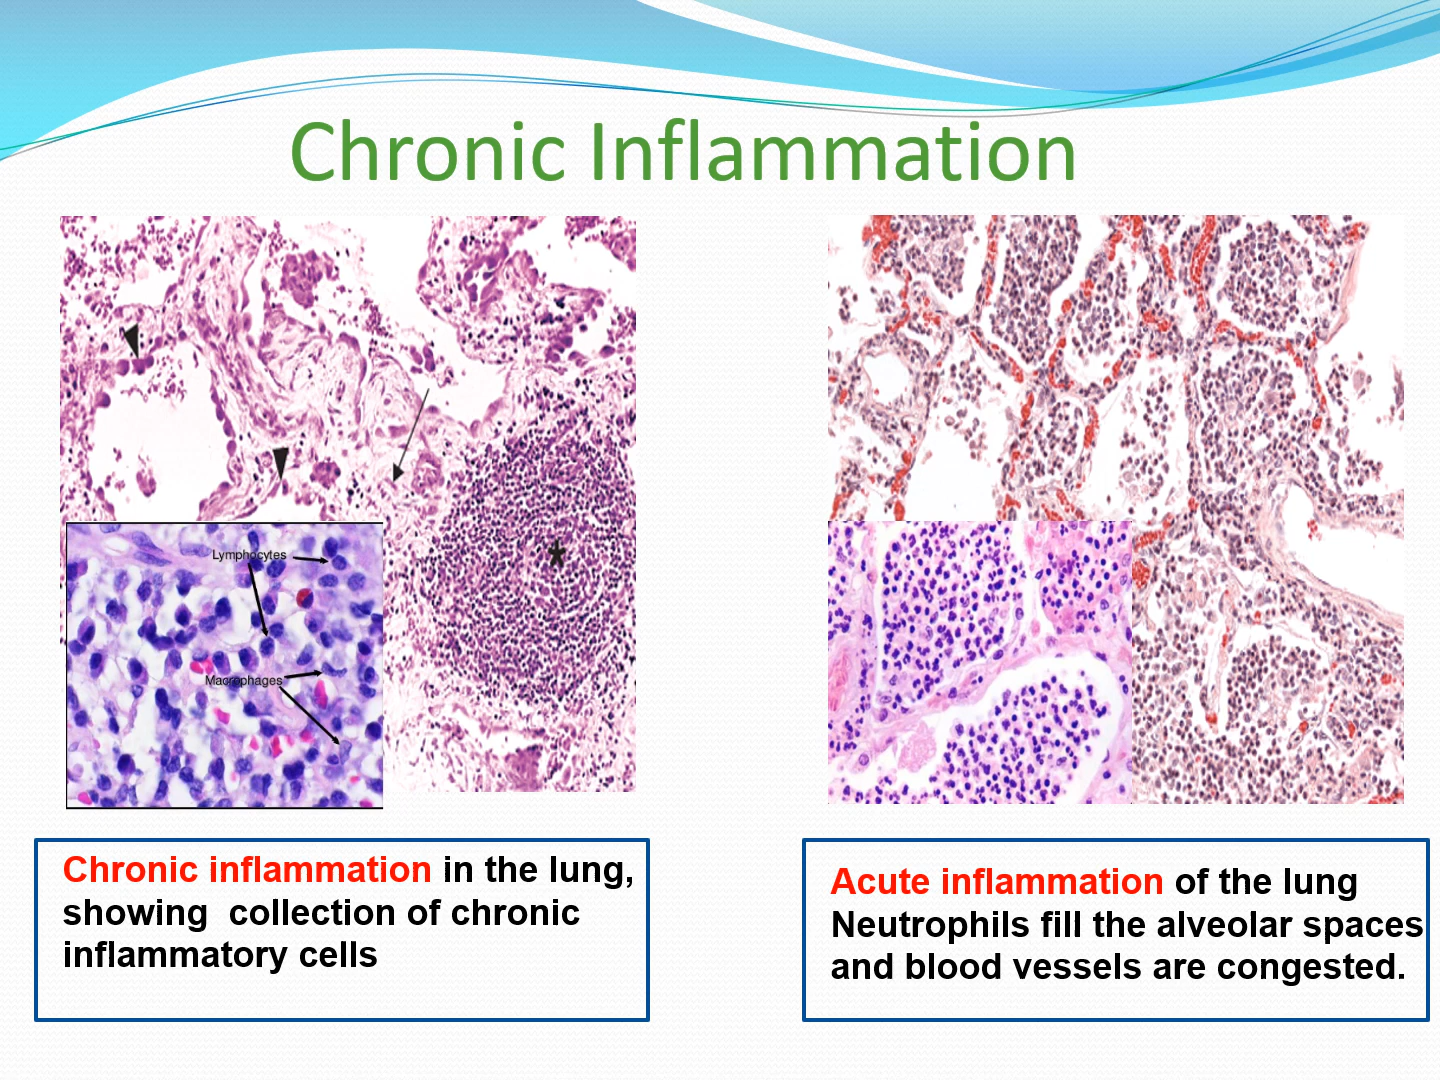 Chronic Inflammation
Lymphocytes
Macrophages
*
Chronic inflammation in the lung,
showing  collection of chronic
inflammatory cells
Acute inflammation of the lung
Neutrophils fill the alveolar spaces
and blood vessels are congested.